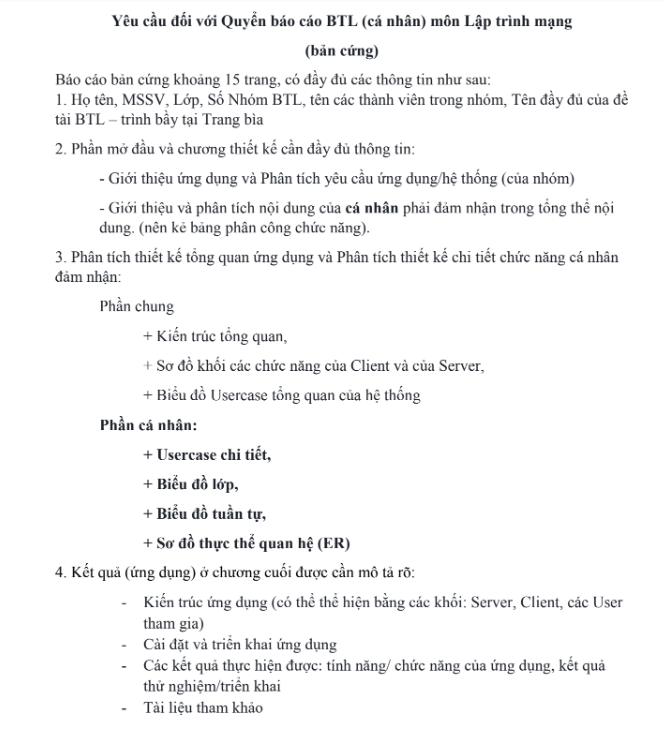 Yêu cầu đối với Quyển báo cáo BTL (cá nhân) môn Lập trình mạng
(bản cứng)
Báo cáo bản cứng khoảng 15 trang, có đầy đủ các thông tin như sau:
1. Họ tên, MSSV, Lớp, Số Nhóm BTL, tên các thành viên trong nhóm, Tên đầy đủ của đề
tài BTL – trình bầy tại Trang bìa
2. Phần mở đầu và chương thiết kế cần đầy đủ thông tin:
- Giới thiệu ứng dụng và Phân tích yêu cầu ứng dụng/hệ thống (của nhóm)
- Giới thiệu và phân tích nội dung của cá nhân phải đảm nhận trong tổng thể nội
dung. (nên kẻ bảng phân công chức năng).
3. Phân tích thiết kế tổng quan ứng dụng và Phân tích thiết kế chi tiết chức năng cá nhân
đảm nhận:
Phần chung
+ Kiến trúc tổng quan,
+ Sơ đồ khối các chức năng của Client và của Server,
+ Biểu đồ Usercase tổng quan của hệ thống
Phần cá nhân:
+ Usercase chi tiết,
+ Biểu đồ lớp,
+ Biểu đồ tuần tự,
+ Sơ đồ thực thể quan hệ (ER)
4. Kết quả (ứng dụng) ở chương cuối được cần mô tả rõ:
- Kiến trúc ứng dụng (có thể thể hiện bằng các khối: Server, Client, các User
tham gia)
- Cài đặt và triển khai ứng dụng
- Các kết quả thực hiện được: tính năng/ chức năng của ứng dụng, kết quả
thử nghiệm/triển khai
- Tài liệu tham khảo